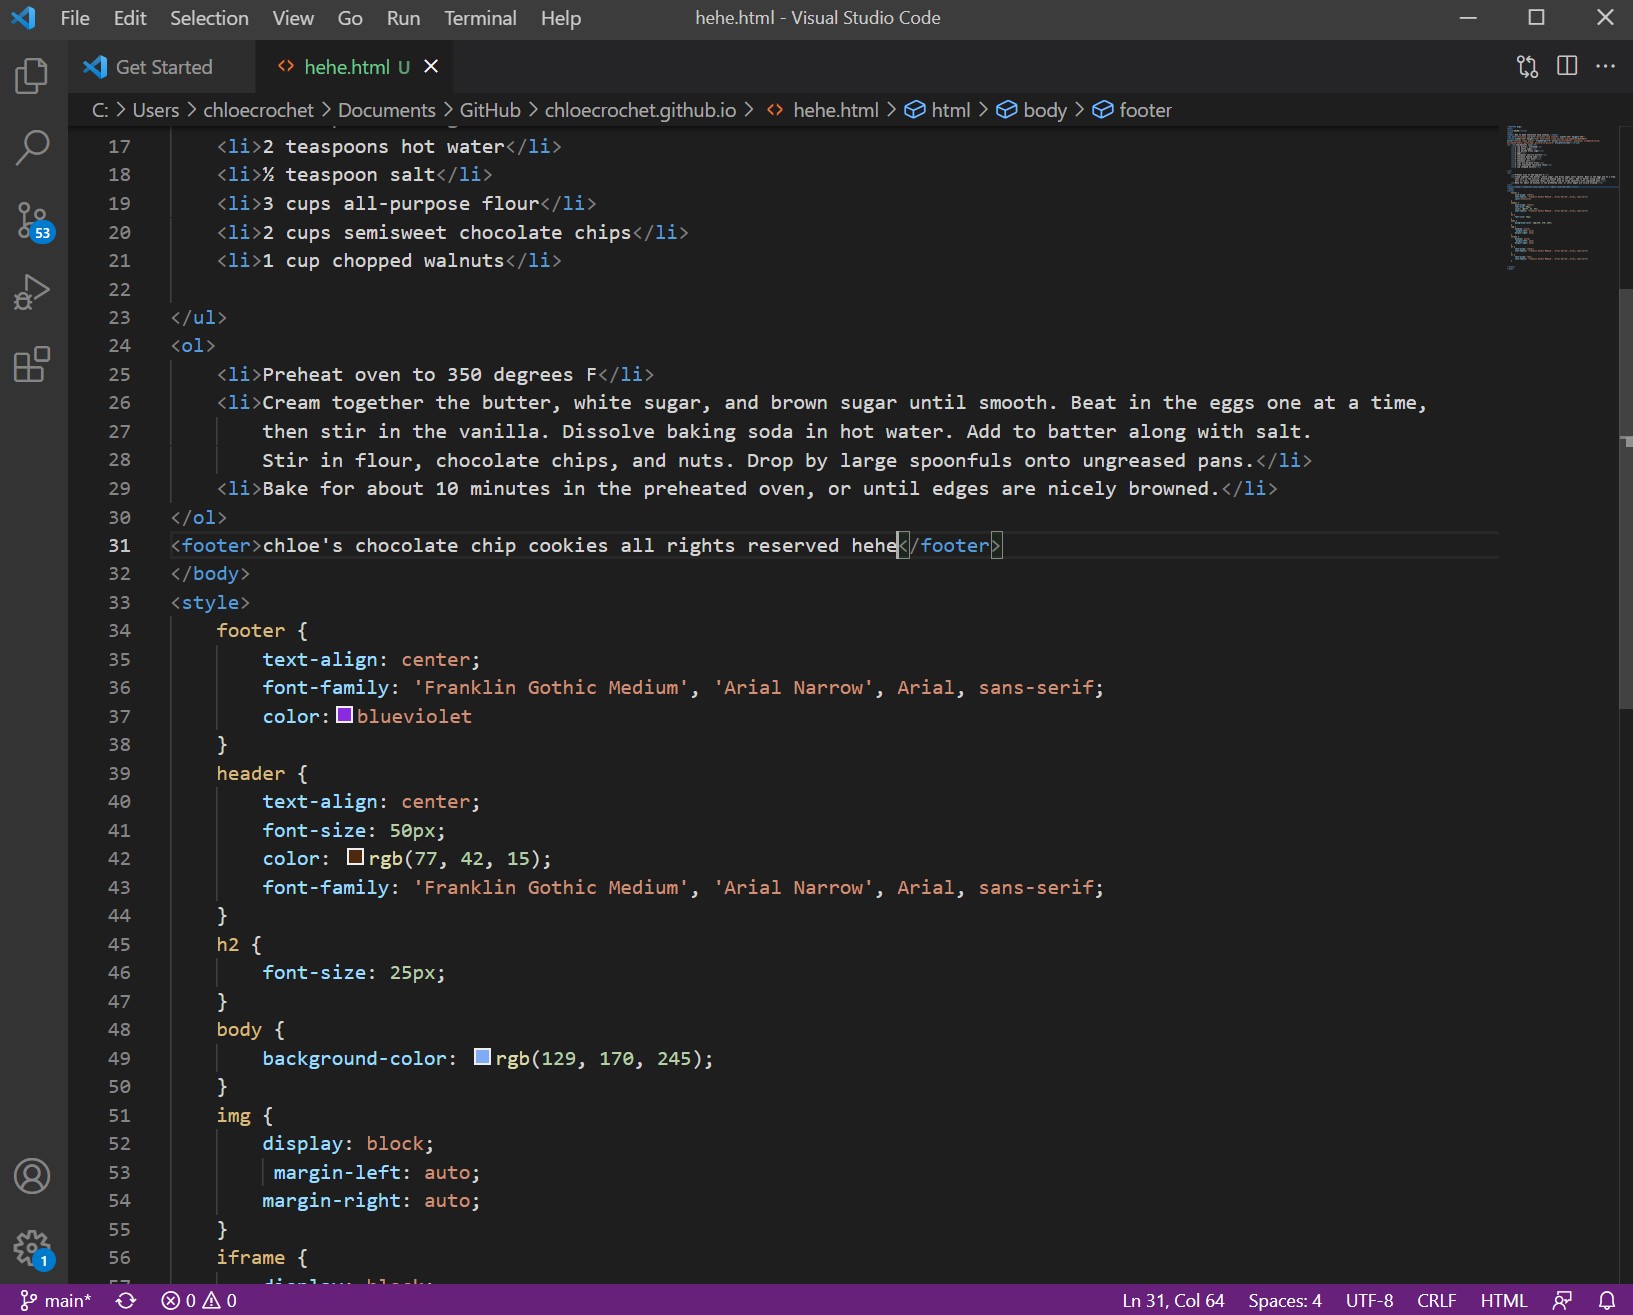 File Edit Selection View Go Run Terminal Help hehe.html - Visual Studio Code
Get Started hehe.html U
C: > Users > chloecrochet > Documents > GitHub > chloecrochet.github.io > hehe.html > html > body > footer
17 <li>2 teaspoons hot water</li>
18 <li>½ teaspoon salt</li>
19 <li>3 cups all-purpose flour</li>
20 <li>2 cups semisweet chocolate chips</li>
21 <li>1 cup chopped walnuts</li>
22
23 </ul>
24 <ol>
25 <li>Preheat oven to 350 degrees F</li>
26 <li>Cream together the butter, white sugar, and brown sugar until smooth. Beat in the eggs one at a time,
27 then stir in the vanilla. Dissolve baking soda in hot water. Add to batter along with salt.
28 Stir in flour, chocolate chips, and nuts. Drop by large spoonfuls onto ungreased pans.</li>
29 <li>Bake for about 10 minutes in the preheated oven, or until edges are nicely browned.</li>
30 </ol>
31 <footer>chloe's chocolate chip cookies all rights reserved hehe</footer>
32 </body>
33 <style>
34 footer {
35 text-align: center;
36 font-family: 'Franklin Gothic Medium', 'Arial Narrow', Arial, sans-serif;
37 color: blueviolet
38 }
39 header {
40 text-align: center;
41 font-size: 50px;
42 color: rgb(77, 42, 15);
43 font-family: 'Franklin Gothic Medium', 'Arial Narrow', Arial, sans-serif;
44 }
45 h2 {
46 font-size: 25px;
47 }
48 body {
49 background-color: rgb(129, 170, 245);
50 }
51 img {
52 display: block;
53 margin-left: auto;
54 margin-right: auto;
55 }
56 iframe {
57 display: block;
53
1
main* 0 0 Ln 31, Col 64 Spaces: 4 UTF-8 CRLF HTML